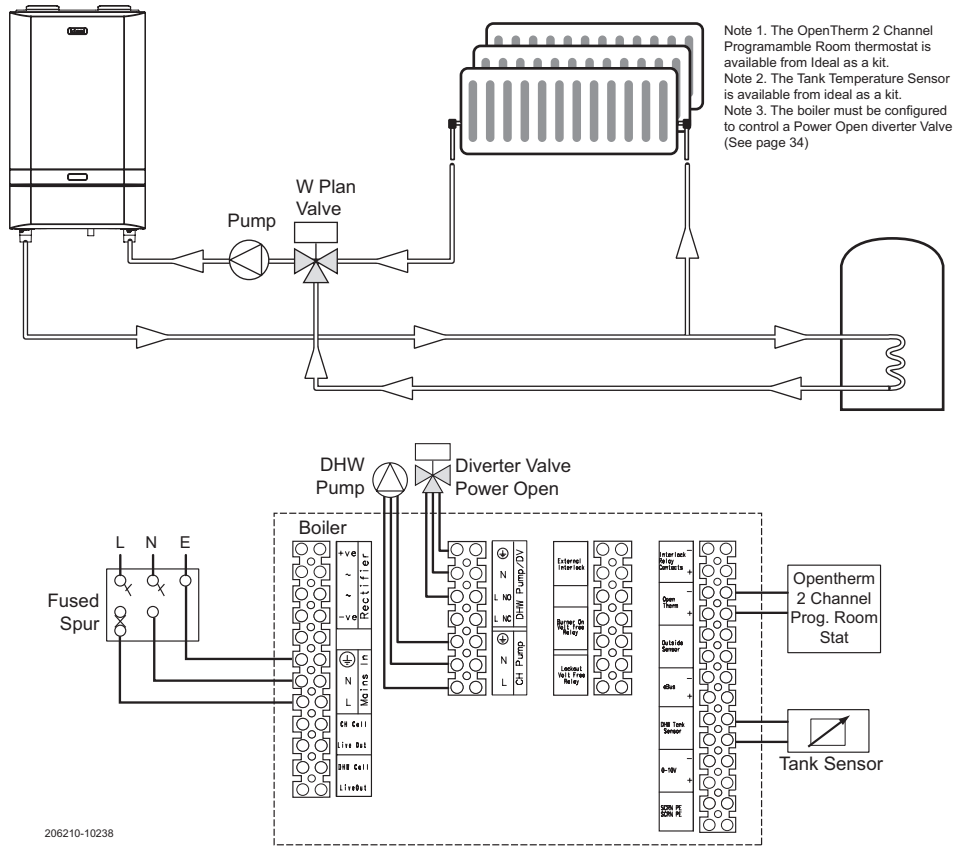 Note 1. The OpenTherm 2 Channel
Programamble Room thermostat is
available from Ideal as a kit.
Note 2. The Tank Temperature Sensor
is available from ideal as a kit.
Note 3. The boiler must be configured
to control a Power Open diverter Valve
(See page 34)
W Plan
Valve
Pump
DHW
Pump
Diverter Valve
Power Open
Boiler
L N E
Fused
Spur
+ve
~
~
-ve
Rectifier
N
L
Mains In
CH Call
Live Out
DHW Call
LiveOut
N
L NO
L NC
DHW Pump/DV
N
L
CH Pump
External
Interlock
Burner On
Volt Free
Relay
Lockout
Volt Free
Relay
Interlock
Relay
Contacts
-
+
Open
Therm
-
+
Outside
Sensor
eBus
-
+
DHW Tank
Sensor
0-10V
-
+
SCRN PE
SCRN PE
Opentherm
2 Channel
Prog. Room
Stat
Tank Sensor
206210-10238